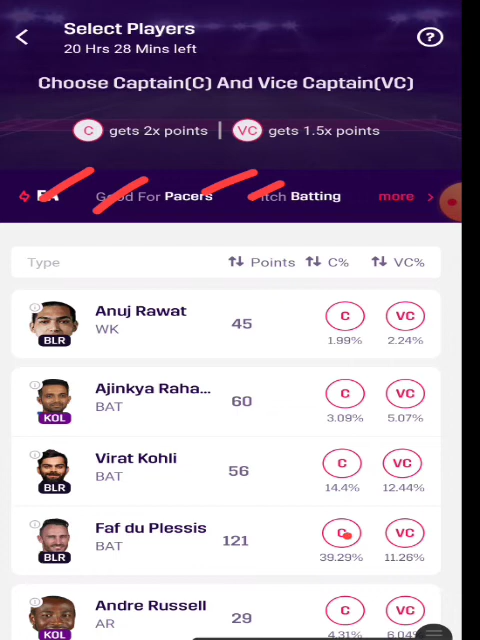 Select Players
20 Hrs 28 Mins left
?
Choose Captain(C) And Vice Captain(VC)
C gets 2x points | VC gets 1.5x points
Good For Pacers
Pitch Batting
more >
Type
Points
C%
VC%
Anuj Rawat
WK
BLR
45
C
1.99%
VC
2.24%
Ajinkya Raha...
BAT
KOL
60
C
3.09%
VC
5.07%
Virat Kohli
BAT
BLR
56
C
14.4%
VC
12.44%
Faf du Plessis
BAT
BLR
121
C
39.29%
VC
11.26%
Andre Russell
AR
KOL
29
C
4.31%
VC
6.04%